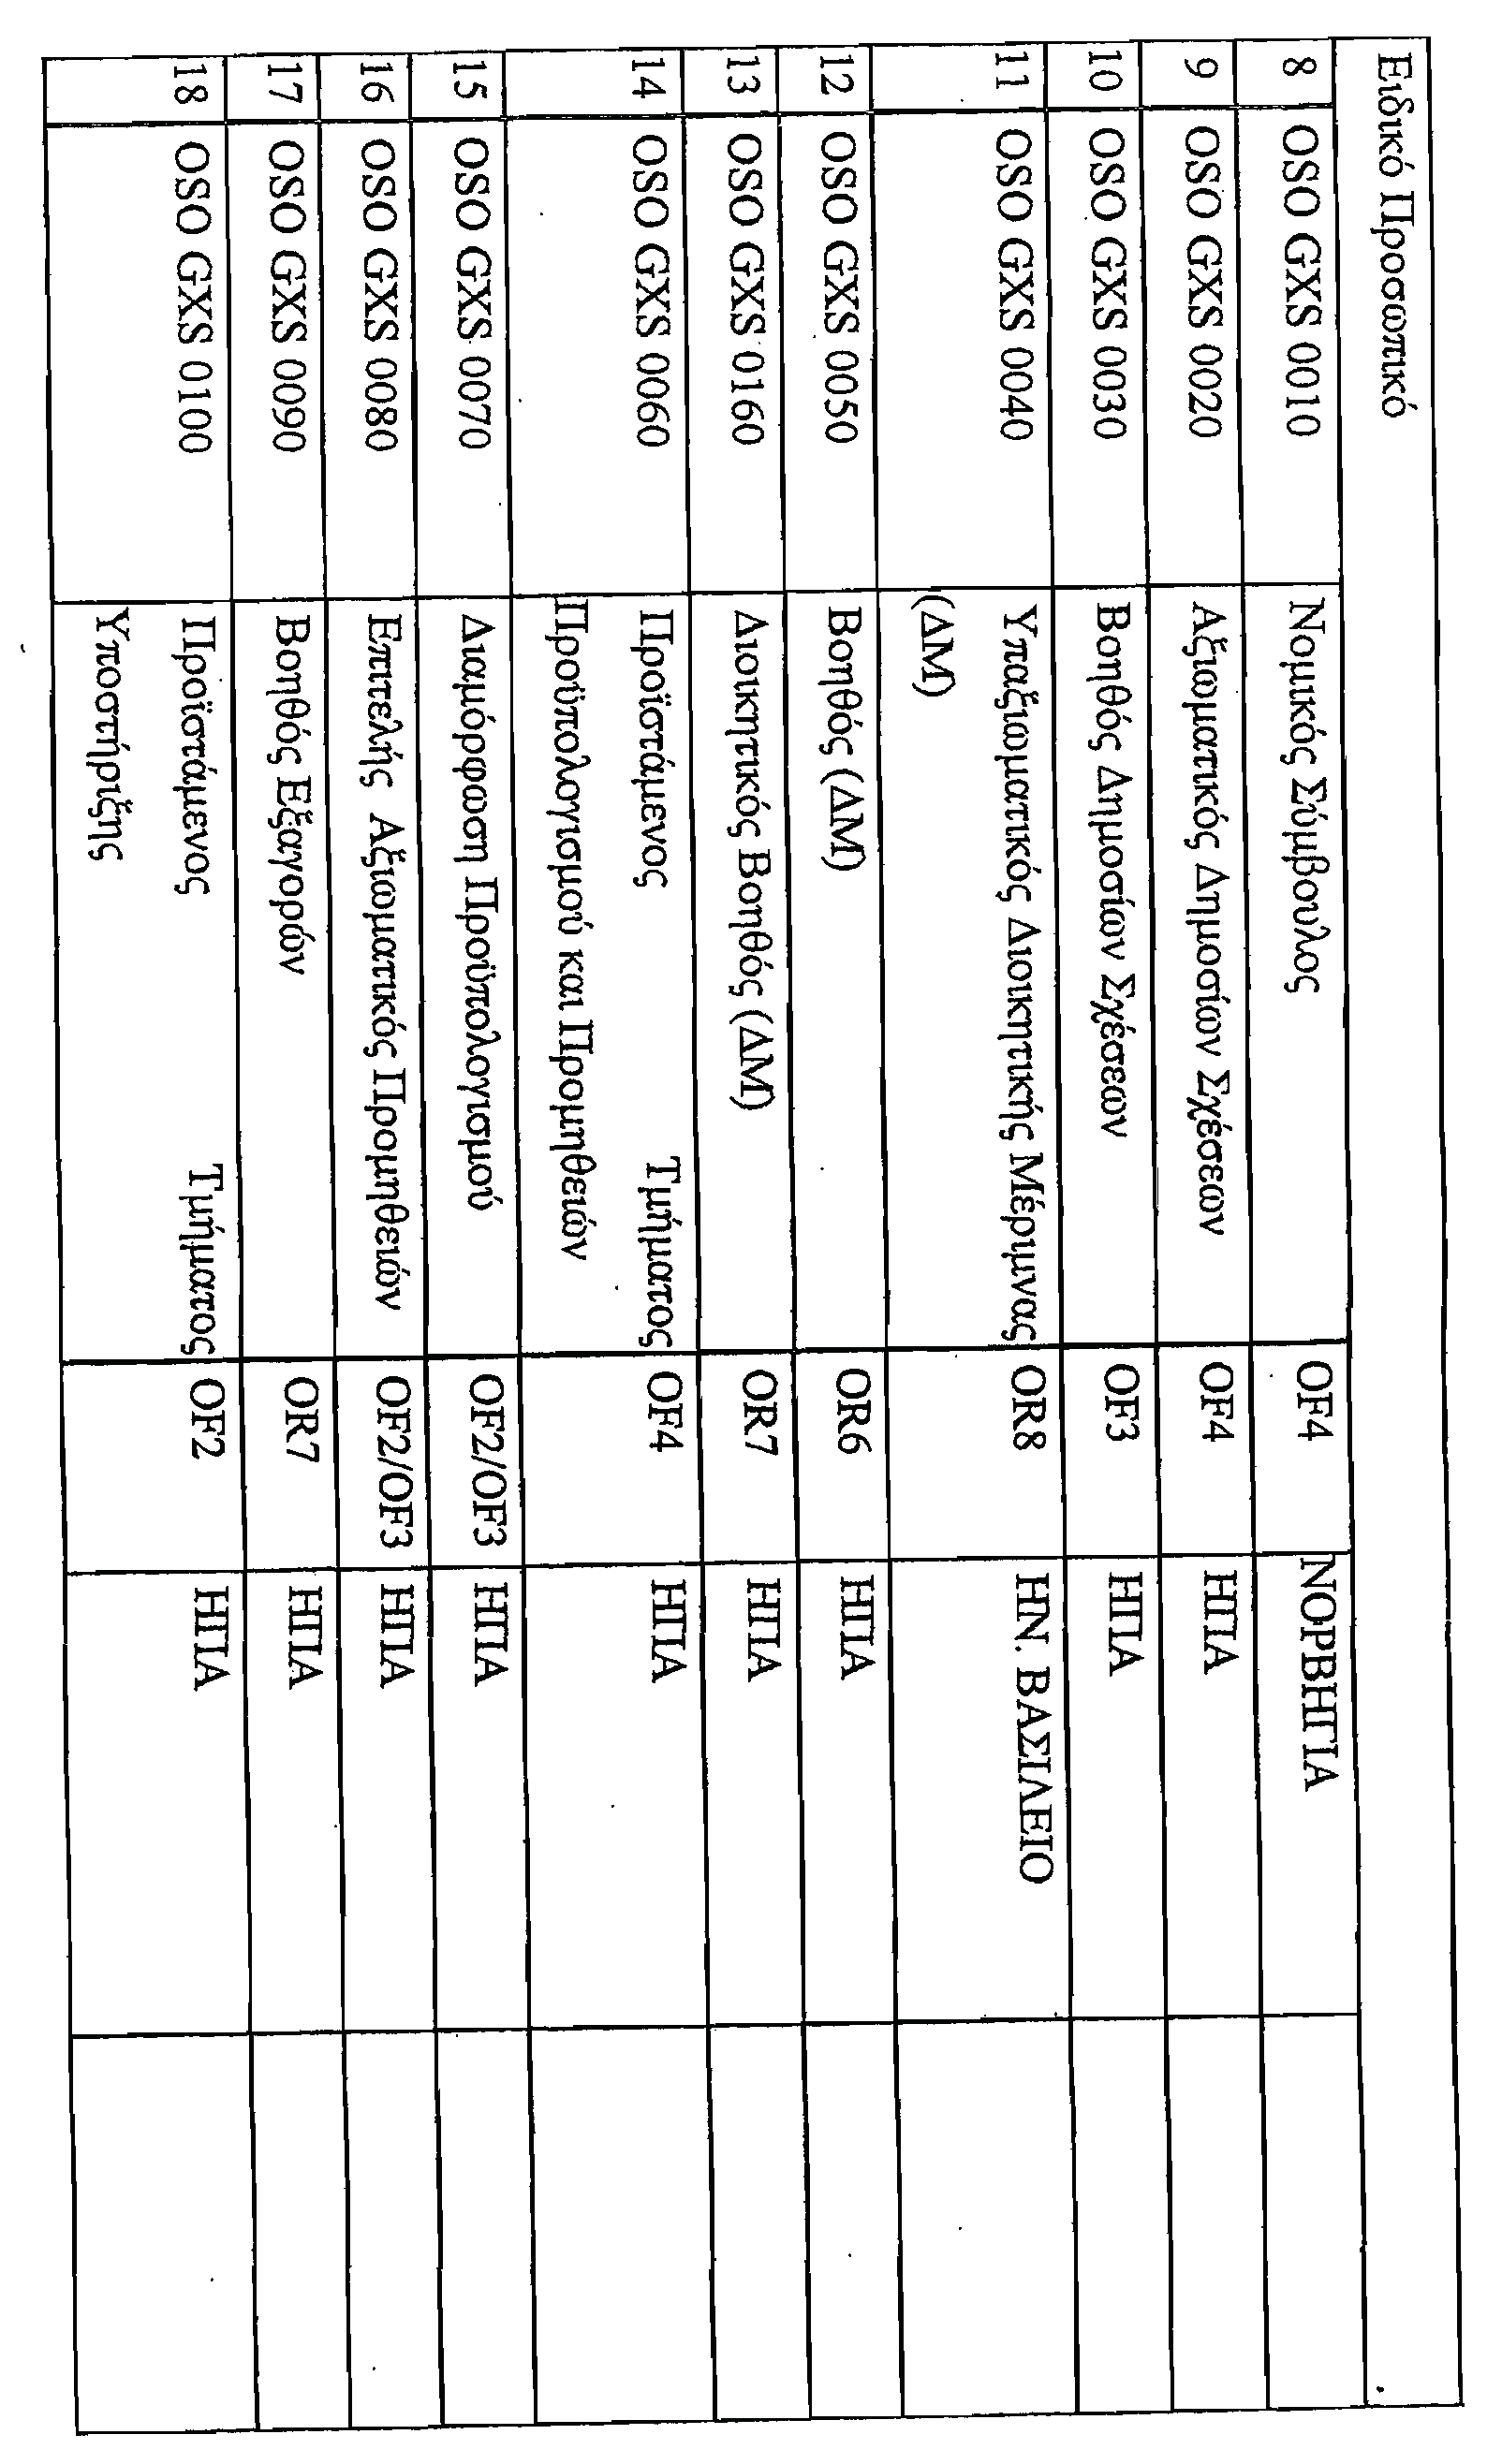 Ειδικό Προσωπικό
8 OSO GXS 0010 Νομικός Σύμβουλος OF4 ΝΟΡΒΗΓΙΑ
9 OSO GXS 0020 Αξιωματικός Δημοσίων Σχέσεων OF4 ΗΠΑ
10 OSO GXS 0030 Βοηθός Δημοσίων Σχέσεων OF3 ΗΠΑ
11 OSO GXS 0040 Υπαξιωματικός Διοικητικής Μέριμνας OR8 ΗΝ. ΒΑΣΙΛΕΙΟ
(ΔΜ)
12 OSO GXS 0050 Βοηθός (ΔΜ) OR6 ΗΠΑ
13 OSO GXS 0160 Διοικητικός Βοηθός (ΔΜ) OR7 ΗΠΑ
14 OSO GXS 0060 Προϊστάμενος Τμήματος OF4 ΗΠΑ
Προϋπολογισμού και Προμηθειών
15 OSO GXS 0070 Διαμόρφωση Προϋπολογισμού OF2/OF3 ΗΠΑ
16 OSO GXS 0080 Επιτελής Αξιωματικός Προμηθειών OF2/OF3 ΗΠΑ
17 OSO GXS 0090 Βοηθός Εξαγορών OR7 ΗΠΑ
18 OSO GXS 0100 Προϊστάμενος Τμήματος OF2 ΗΠΑ
Υποστήριξης